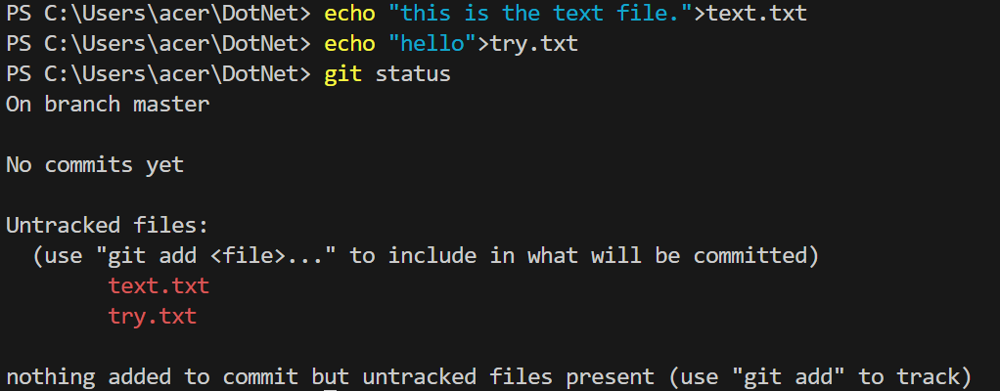 PS C:\Users\acer\DotNet> echo "this is the text file.">text.txt
PS C:\Users\acer\DotNet> echo "hello">try.txt
PS C:\Users\acer\DotNet> git status
On branch master
No commits yet
Untracked files:
  (use "git add <file>..." to include in what will be committed)
        text.txt
        try.txt
nothing added to commit but untracked files present (use "git add" to track)